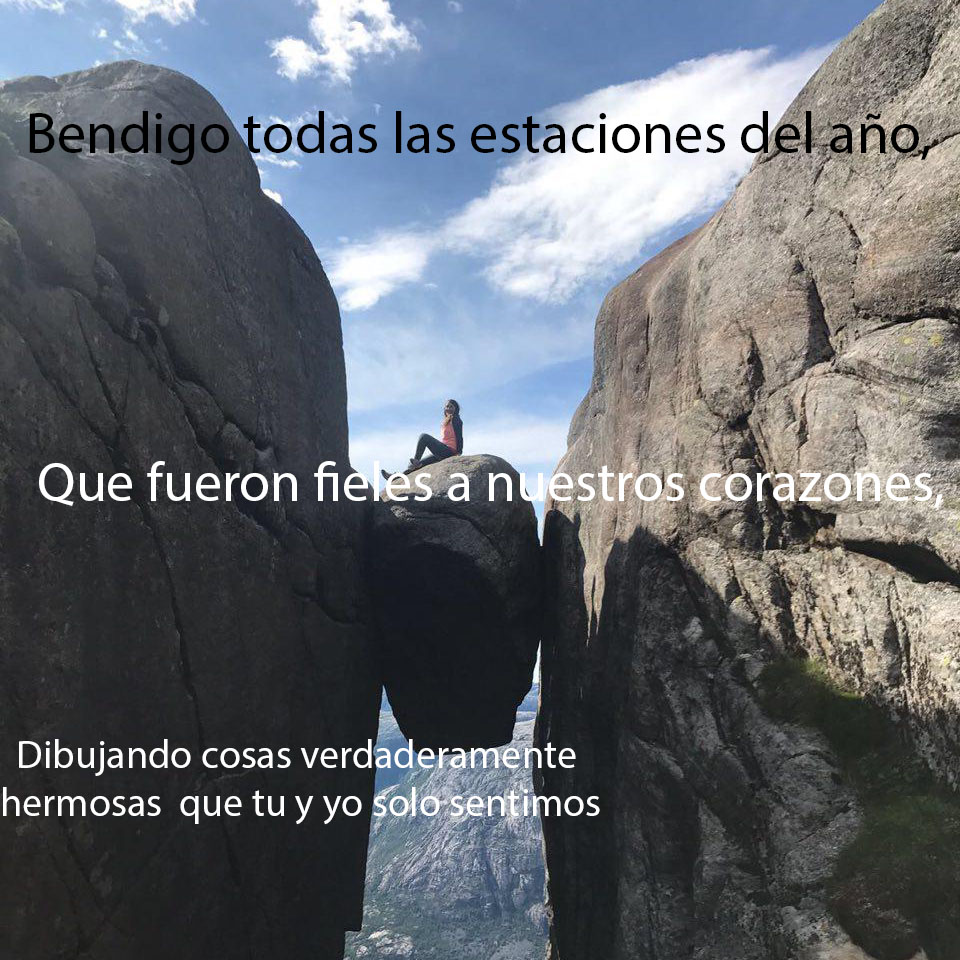 Bendigo todas las estaciones del año,
Que fueron fieles a nuestros corazones,
Dibujando cosas verdaderamente
hermosas que tu y yo solo sentimos